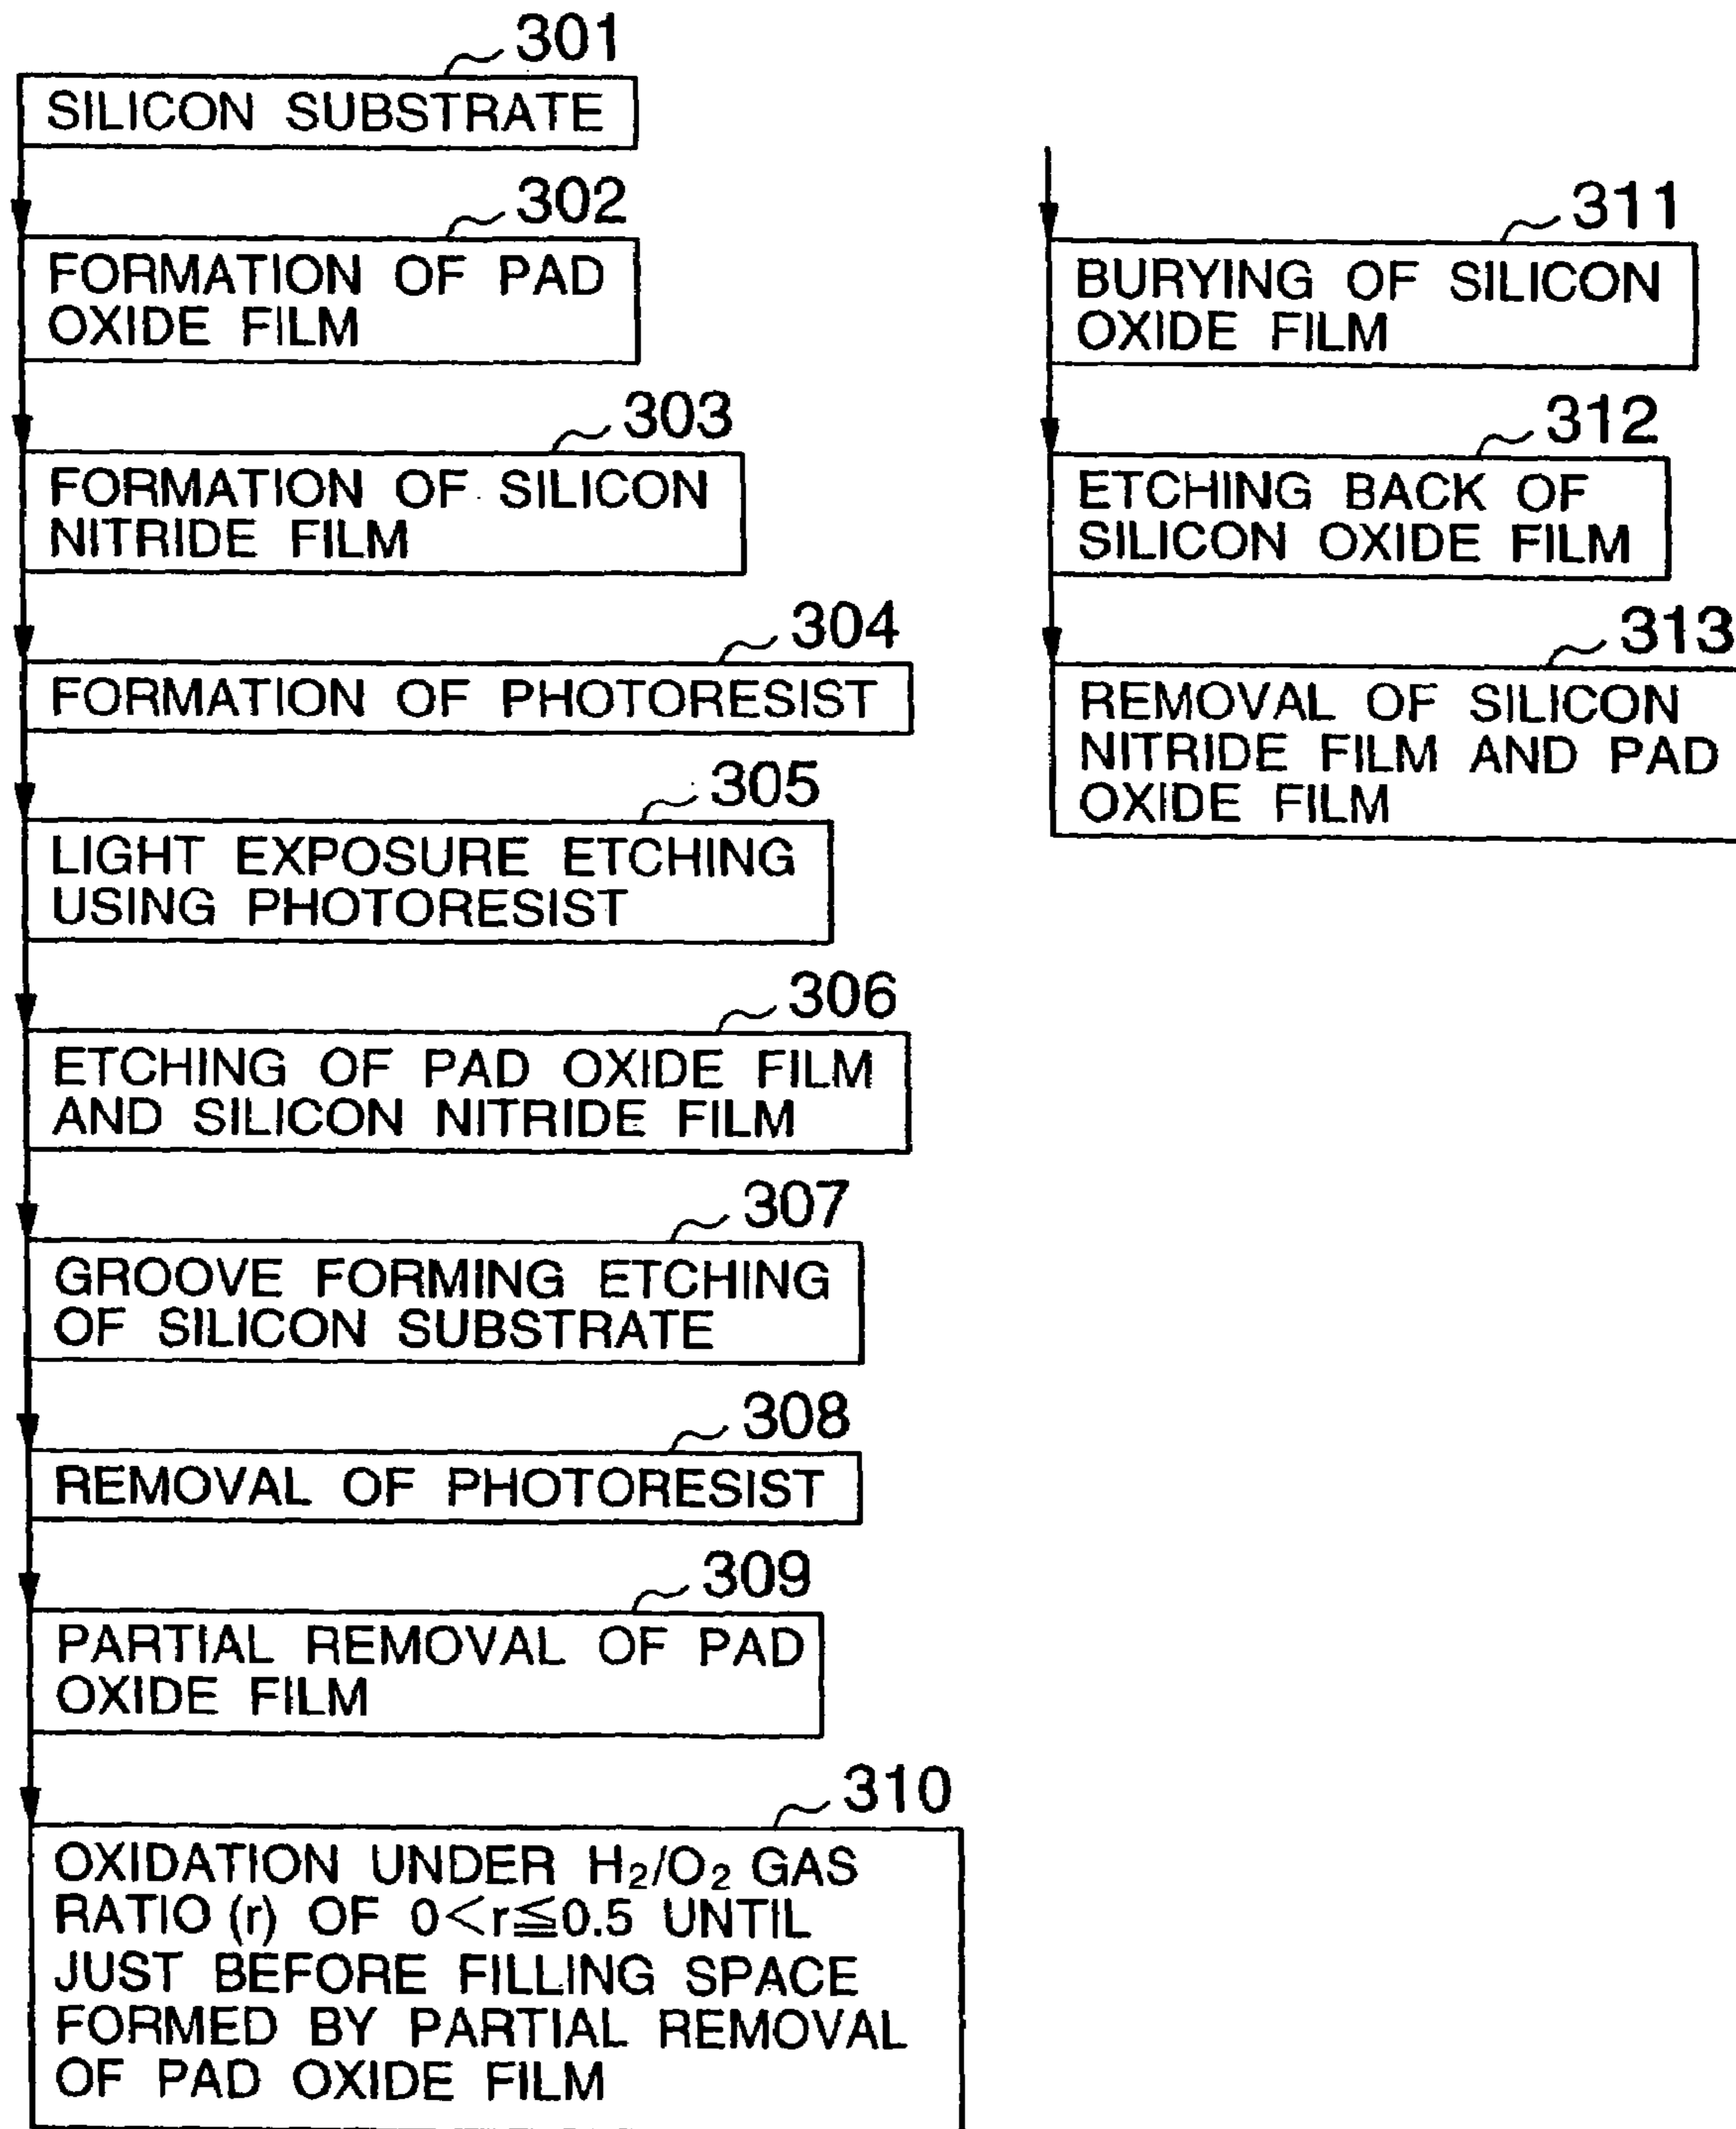 301
SILICON SUBSTRATE
302
FORMATION OF PAD
OXIDE FILM
303
FORMATION OF SILICON
NITRIDE FILM
304
FORMATION OF PHOTORESIST
305
LIGHT EXPOSURE ETCHING
USING PHOTORESIST
306
ETCHING OF PAD OXIDE FILM
AND SILICON NITRIDE FILM
307
GROOVE FORMING ETCHING
OF SILICON SUBSTRATE
308
REMOVAL OF PHOTORESIST
309
PARTIAL REMOVAL OF PAD
OXIDE FILM
310
OXIDATION UNDER H₂/O₂ GAS
RATIO (r) OF 0<r≦0.5 UNTIL
JUST BEFORE FILLING SPACE
FORMED BY PARTIAL REMOVAL
OF PAD OXIDE FILM
311
BURYING OF SILICON
OXIDE FILM
312
ETCHING BACK OF
SILICON OXIDE FILM
313
REMOVAL OF SILICON
NITRIDE FILM AND PAD
OXIDE FILM